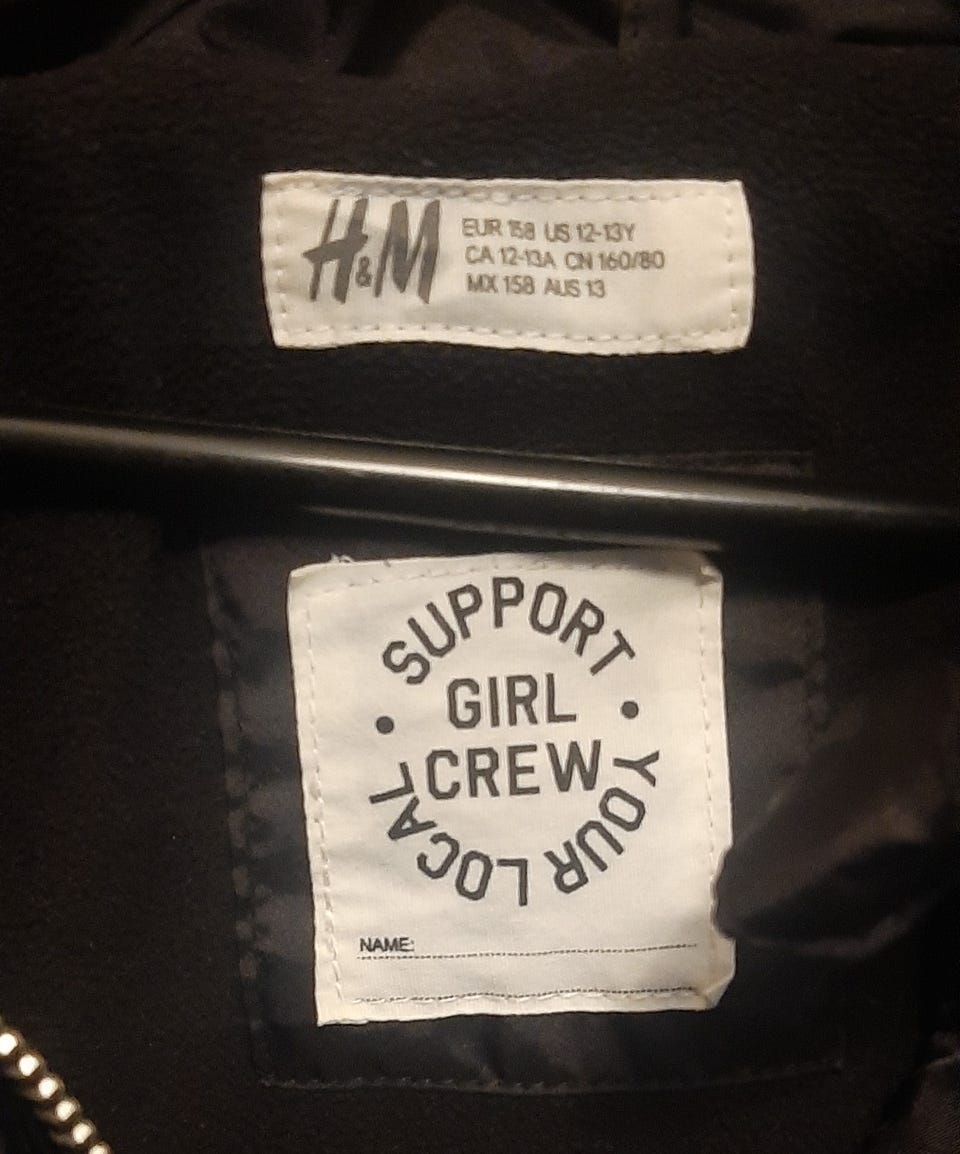 H&M
EUR 158 US 12-13Y
CA 12-13A CN 160/80
MX 158 AUS 13
SUPPORT
GIRL
CREW
YOUR LOCAL
NAME: